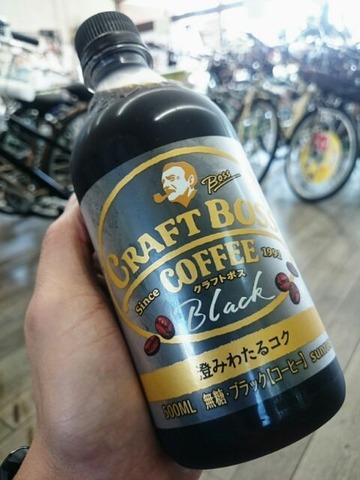 Boss
CRAFT BOSS
COFFEE
Since 1992
クラフトボス
Black
澄みわたるコク
500ML 無糖・ブラック【コーヒー】